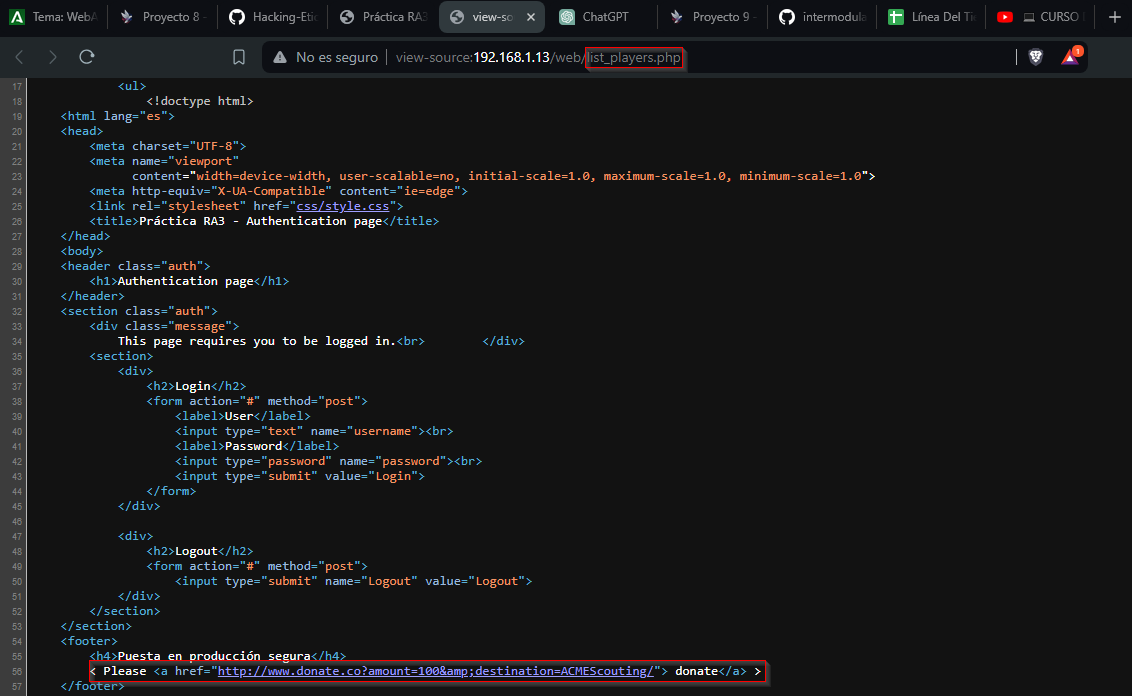 Tema: WebA
Proyecto 8 -
Hacking-Etic
Práctica RA3
view-so
ChatGPT
Proyecto 9 -
intermodula
Línea Del Tie
CURSO
No es seguro
view-source:192.168.1.13/web/list_players.php
1
17 <ul>
18 <!doctype html>
19 <html lang="es">
20 <head>
21 <meta charset="UTF-8">
22 <meta name="viewport"
23 content="width=device-width, user-scalable=no, initial-scale=1.0, maximum-scale=1.0, minimum-scale=1.0">
24 <meta http-equiv="X-UA-Compatible" content="ie=edge">
25 <link rel="stylesheet" href="css/style.css">
26 <title>Práctica RA3 - Authentication page</title>
27 </head>
28 <body>
29 <header class="auth">
30 <h1>Authentication page</h1>
31 </header>
32 <section class="auth">
33 <div class="message">
34 This page requires you to be logged in.<br> </div>
35 <section>
36 <div>
37 <h2>Login</h2>
38 <form action="#" method="post">
39 <label>User</label>
40 <input type="text" name="username"><br>
41 <label>Password</label>
42 <input type="password" name="password"><br>
43 <input type="submit" value="Login">
44 </form>
45 </div>
46
47 <div>
48 <h2>Logout</h2>
49 <form action="#" method="post">
50 <input type="submit" name="Logout" value="Logout">
51 </div>
52 </section>
53 </section>
54 <footer>
55 <h4>Puesta en producción segura</h4>
56 < Please <a href="http://www.donate.co?amount=100&amp;destination=ACMEScouting/"> donate</a> >
57 </footer>